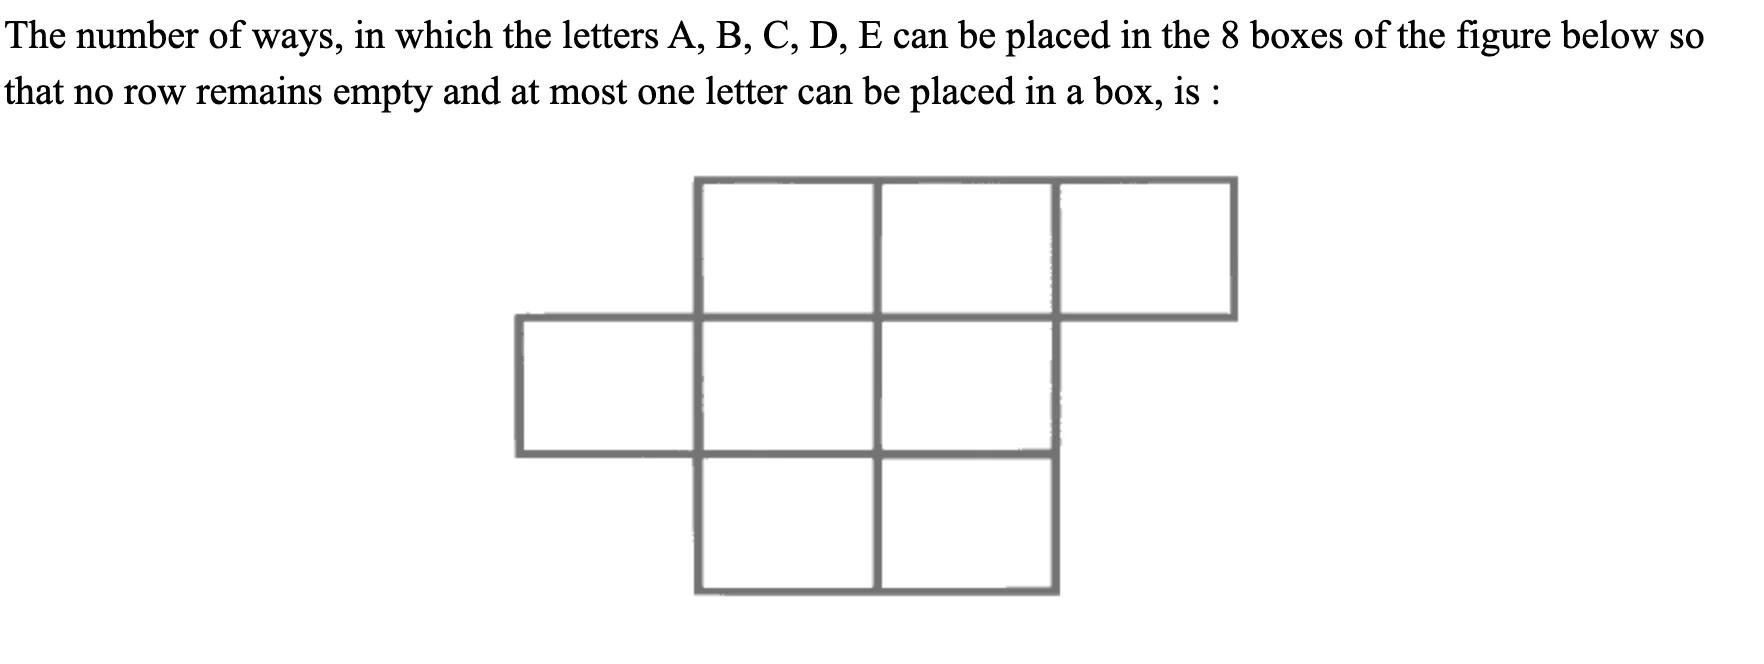 The number of ways, in which the letters A, B, C, D, E can be placed in the 8 boxes of the figure below so
that no row remains empty and at most one letter can be placed in a box, is :